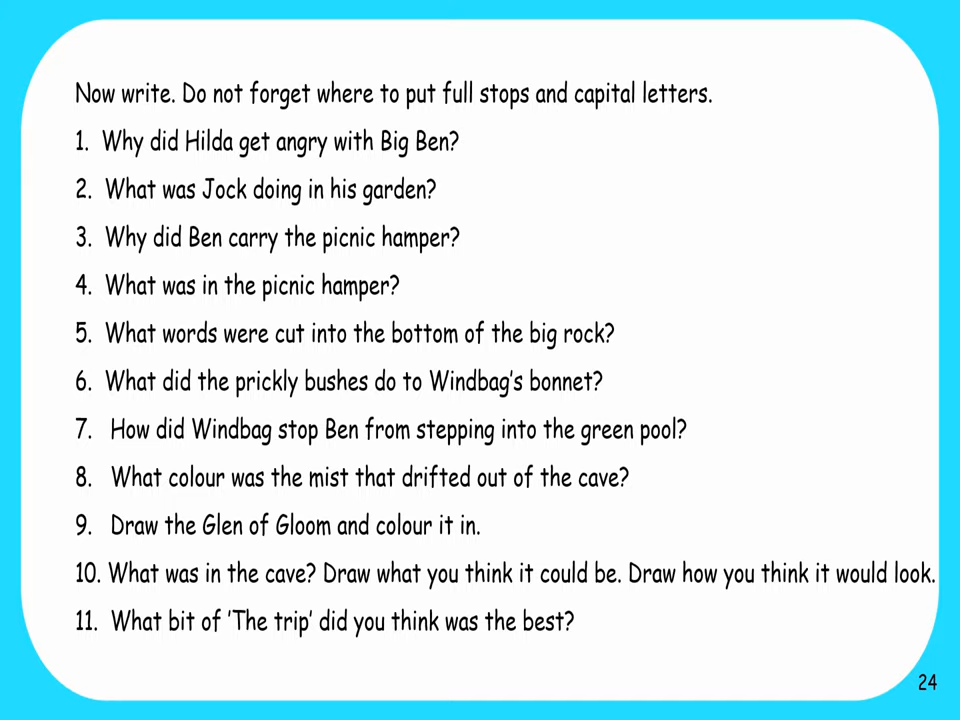 Now write. Do not forget where to put full stops and capital letters.
1. Why did Hilda get angry with Big Ben?
2. What was Jock doing in his garden?
3. Why did Ben carry the picnic hamper?
4. What was in the picnic hamper?
5. What words were cut into the bottom of the big rock?
6. What did the prickly bushes do to Windbag's bonnet?
7. How did Windbag stop Ben from stepping into the green pool?
8. What colour was the mist that drifted out of the cave?
9. Draw the Glen of Gloom and colour it in.
10. What was in the cave? Draw what you think it could be. Draw how you think it would look.
11. What bit of 'The trip' did you think was the best?
24